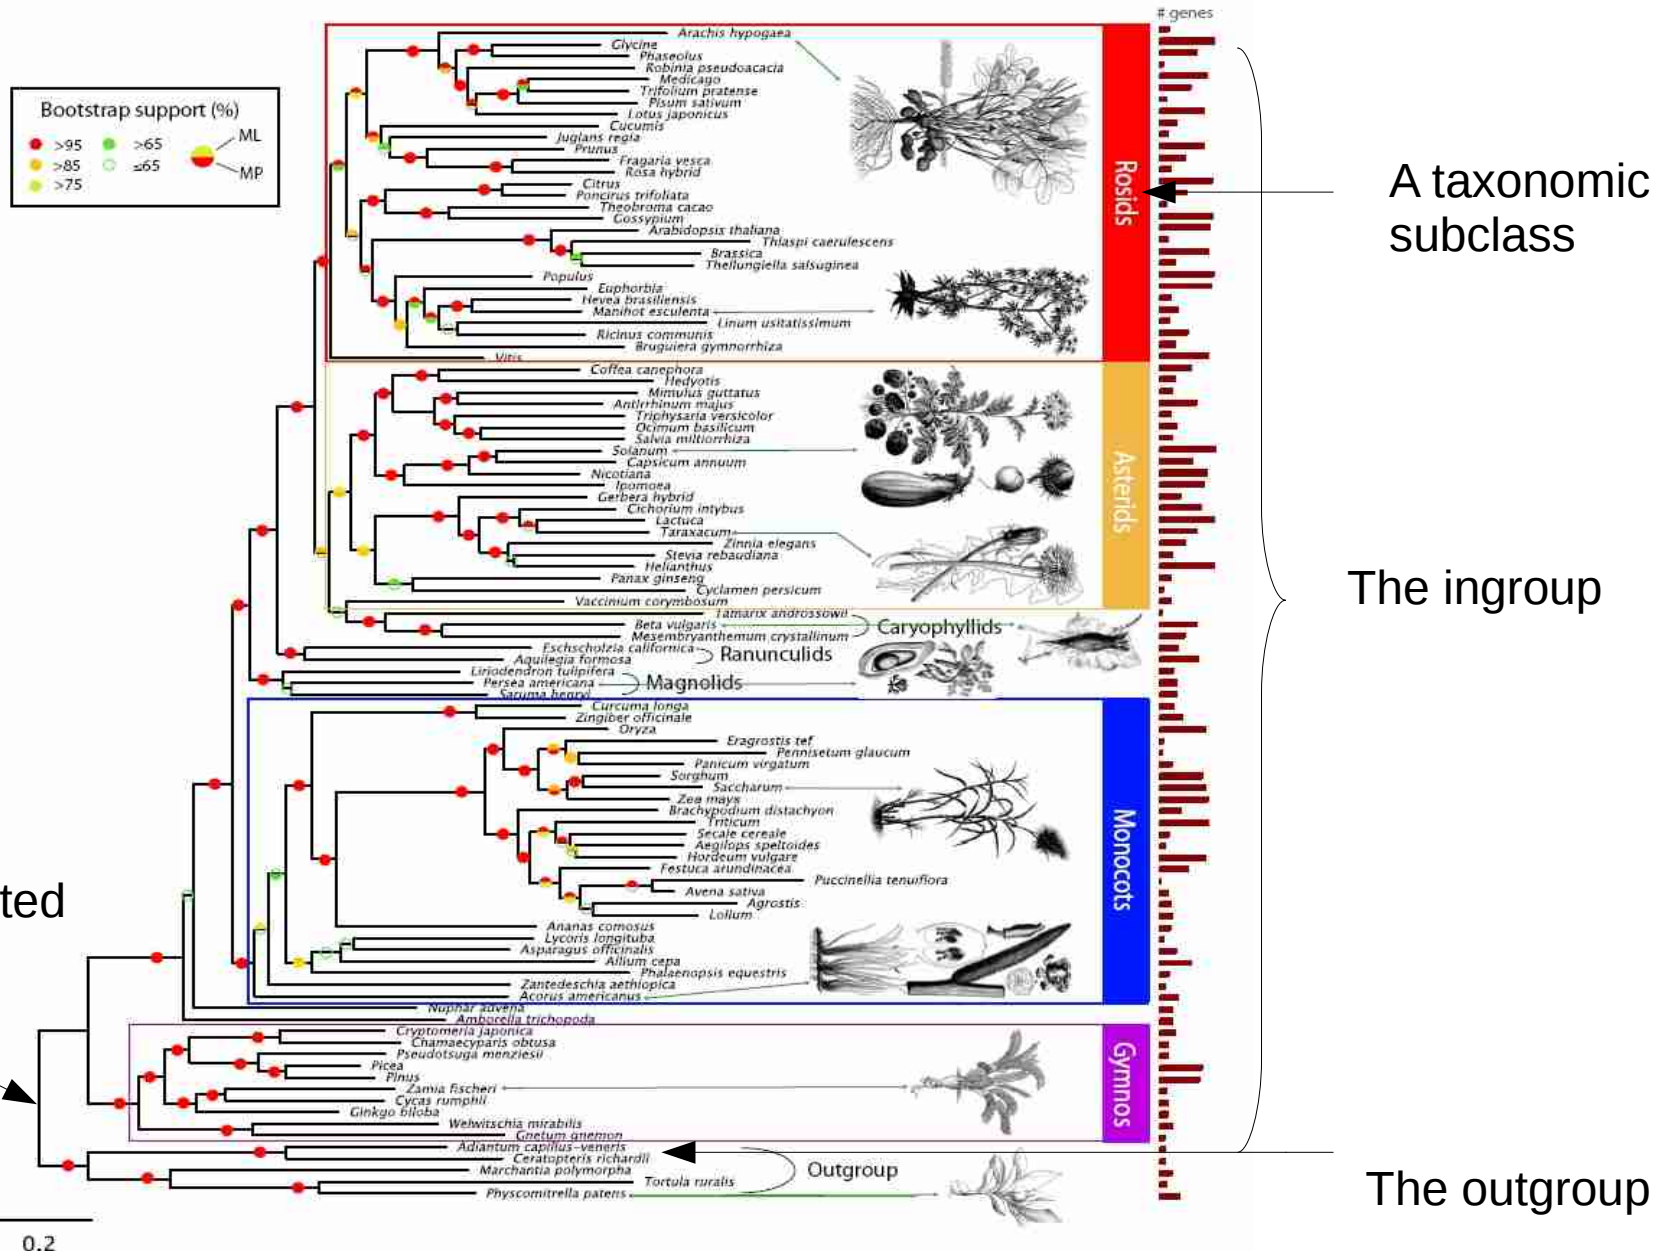 # genes
Arachis hypogaea
Glycine
Phaseolus
Robinia pseudoacacia
Medicago
Trifolium pratense
Pisum sativum
Lotus japonicus
Cucumis
Juglans regia
Prunus
Fragaria vesca
Rosa hybrid
Citrus
Poncirus trifoliata
Theobroma cacao
Gossypium
Arabidopsis thaliana
Thlaspi caerulescens
Brassica
Thellungiella salsuginea
Populus
Euphorbia
Hevea brasiliensis
Manihot esculenta
Linum usitatissimum
Ricinus communis
Bruguiera gymnorrhiza
Vitis
Rosids
Bootstrap support (%)
>95 >65 ML
>85 ≤65 MP
>75
A taxonomic
subclass
Coffea canephora
Hedyotis
Mimulus guttatus
Antirrhinum majus
Triphysaria versicolor
Ocimum basilicum
Salvia miltiorrhiza
Solanum
Capsicum annuum
Nicotiana
Ipomoea
Gerbera hybrid
Cichorium intybus
Lactuca
Taraxacum
Zinnia elegans
Stevia rebaudiana
Helianthus
Panax ginseng
Cyclamen persicum
Vaccinium corymbosum
Asterids
The ingroup
Tamarix androssowii
Beta vulgaris
Mesembryanthemum crystallinum
Caryophyllids
Eschscholzia californica
Aquilegia formosa
Ranunculids
Liriodendron tulipifera
Persea americana
Saruma henryi
Magnolids
Curcuma longa
Zingiber officinale
Oryza
Eragrostis tef
Pennisetum glaucum
Panicum virgatum
Sorghum
Saccharum
Zea mays
Brachypodium distachyon
Triticum
Secale cereale
Aegilops speltoides
Hordeum vulgare
Festuca arundinacea
Puccinellia tenuiflora
Avena sativa
Agrostis
Lolium
Ananas comosus
Lycoris longituba
Asparagus officinalis
Allium cepa
Phalaenopsis equestris
Zantedeschia aethiopica
Acorus americanus
Monocots
ted
Nuphar advena
Amborella trichopoda
Cryptomeria japonica
Chamaecyparis obtusa
Pseudotsuga menziesii
Picea
Pinus
Zamia fischeri
Cycas rumphii
Ginkgo biloba
Welwitschia mirabilis
Gnetum gnemon
Gymnos
Adiantum capillus-veneris
Ceratopteris richardii
Marchantia polymorpha
Tortula ruralis
Physcomitrella patens
Outgroup
The outgroup
0.2